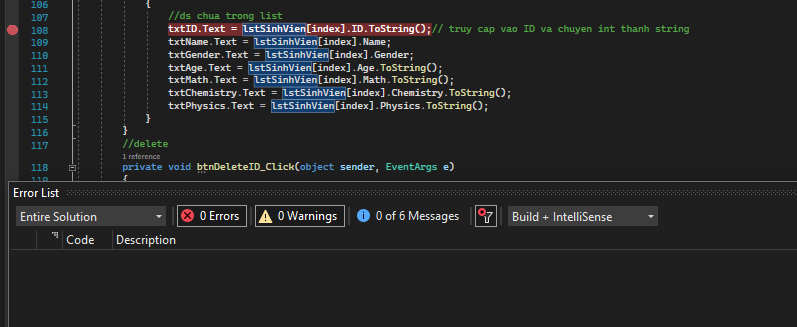 106 {
107 //ds chua trong list
108 txtID.Text = lstSinhVien[index].ID.ToString();// truy cap vao ID va chuyen int thanh string
109 txtName.Text = lstSinhVien[index].Name;
110 txtGender.Text = lstSinhVien[index].Gender;
111 txtAge.Text = lstSinhVien[index].Age.ToString();
112 txtMath.Text = lstSinhVien[index].Math.ToString();
113 txtChemistry.Text = lstSinhVien[index].Chemistry.ToString();
114 txtPhysics.Text = lstSinhVien[index].Physics.ToString();
115 }
116 }
117 //delete
1 reference
118 private void btnDeleteID_Click(object sender, EventArgs e)
119 {
Error List
Entire Solution 0 Errors 0 Warnings 0 of 6 Messages Build + IntelliSense
Code Description